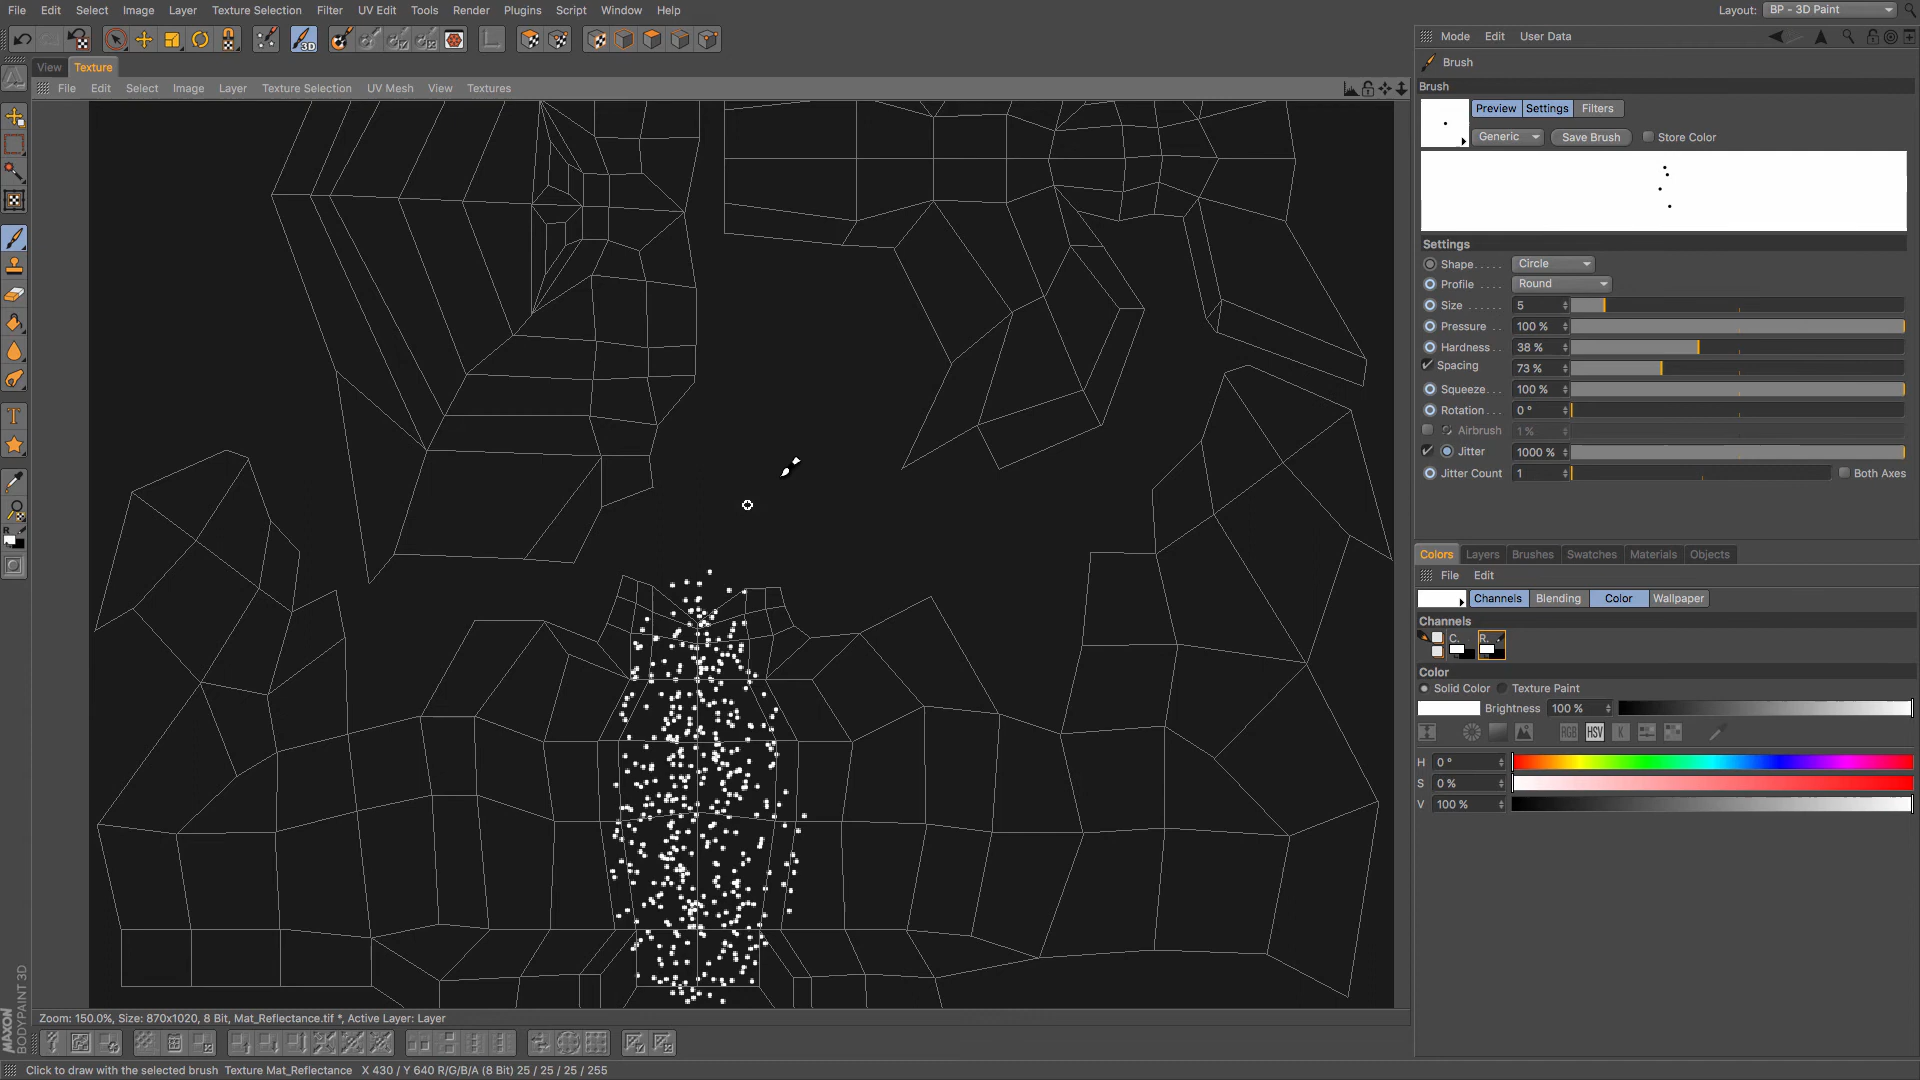 File Edit Select Image Layer Texture Selection Filter UV Edit Tools Render Plugins Script Window Help
Layout: BP - 3D Paint
3D
Mode Edit User Data
View Texture
Brush
File Edit Select Image Layer Texture Selection UV Mesh View Textures
Brush
Preview Settings Filters
Generic Save Brush Store Color
Settings
Shape..... Circle
Profile .... Round
Size ...... 5
Pressure .. 100 %
Hardness.. 38 %
Spacing 73 %
Squeeze.. 100 %
Rotation... 0 °
Airbrush 1 %
Jitter 1000 %
Jitter Count 1 Both Axes
T
R
Colors Layers Brushes Swatches Materials Objects
File Edit
Channels Blending Color Wallpaper
Channels
C. R.
Color
Solid Color Texture Paint
Brightness 100 %
RGB HSV K
H 0 °
S 0 %
V 100 %
MAXON
BODYPAINT 3D
Zoom: 150.0%, Size: 870x1020, 8 Bit, Mat_Reflectance.tif *, Active Layer: Layer
Click to draw with the selected brush Texture Mat_Reflectance X 430 / Y 640 R/G/B/A (8 Bit) 25 / 25 / 25 / 255